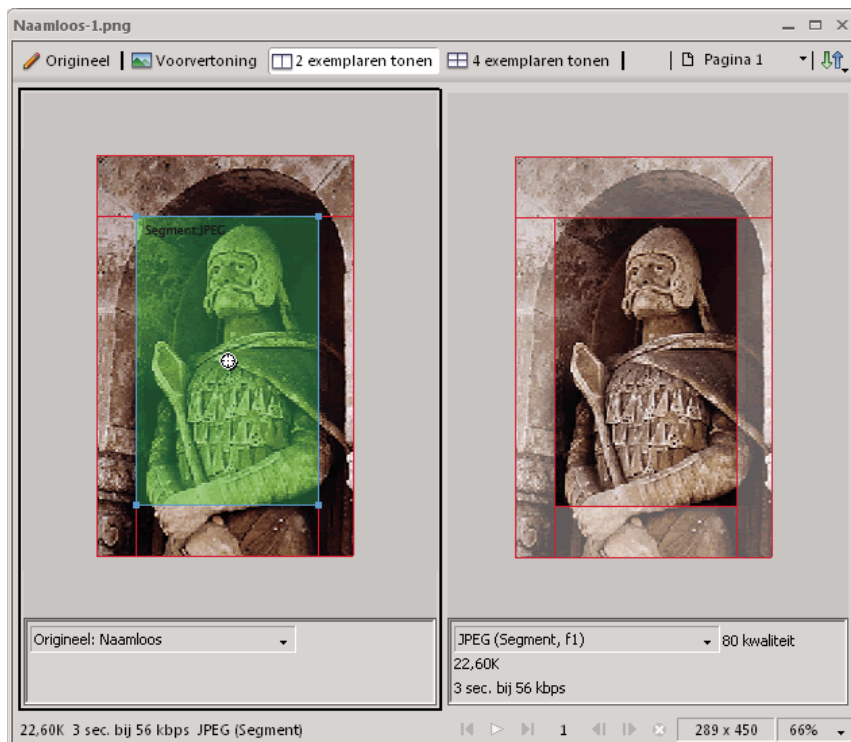 Naamloos-1.png
Origineel Voorvertoning 2 exemplaren tonen 4 exemplaren tonen Pagina 1
Segment;JPEG
Origineel: Naamloos
JPEG (Segment, f1) 80 kwaliteit
22,60K
3 sec. bij 56 kbps
22,60K 3 sec. bij 56 kbps JPEG (Segment) 1 289 x 450 66%